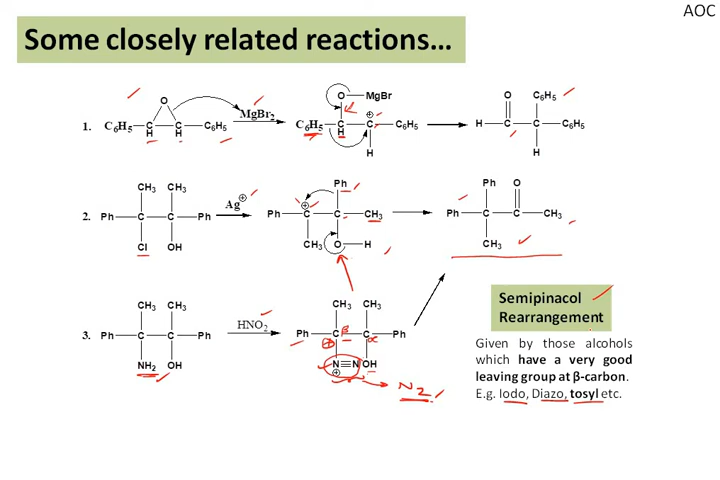 AOC
Some closely related reactions...
O
O—MgBr
O
C₆H₅
MgBr₂
1. C₆H₅—C—C—C₆H₅
H H
C₆H₅—C—C—C₆H₅
⊕
H
H
H—C—C—C₆H₅
H
CH₃ CH₃
Ag⊕
Ph
Ph O
2. Ph—C—C—Ph
Cl OH
Ph—C—C—CH₃
⊕
CH₃ O—H
Ph—C—C—CH₃
CH₃
CH₃ CH₃
HNO₂
CH₃ CH₃
3. Ph—C—C—Ph
NH₂ OH
Ph—C—C—Ph
⊕ β α
N≡N OH
⊕
N2
Semipinacol
Rearrangement
Given by those alcohols
which have a very good
leaving group at β-carbon.
E.g. Iodo, Diazo, tosyl etc.